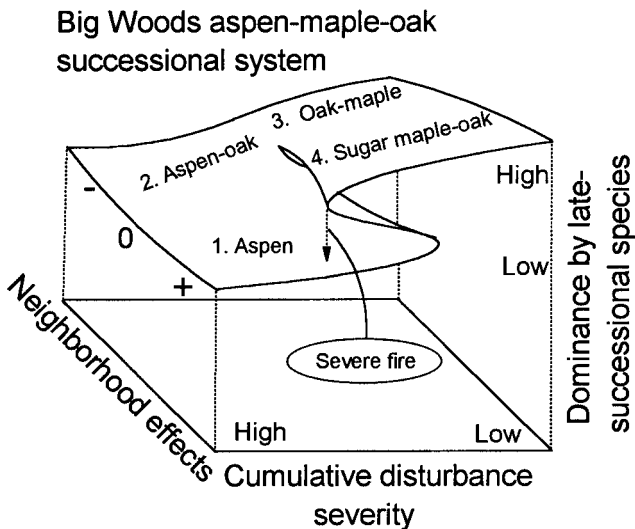 Big Woods aspen-maple-oak
successional system
3. Oak-maple
4. Sugar maple-oak
2. Aspen-oak
1. Aspen
-
0
+
High
Low
Severe fire
High
Low
Neighborhood effects
Cumulative disturbance
severity
Dominance by late-
successional species